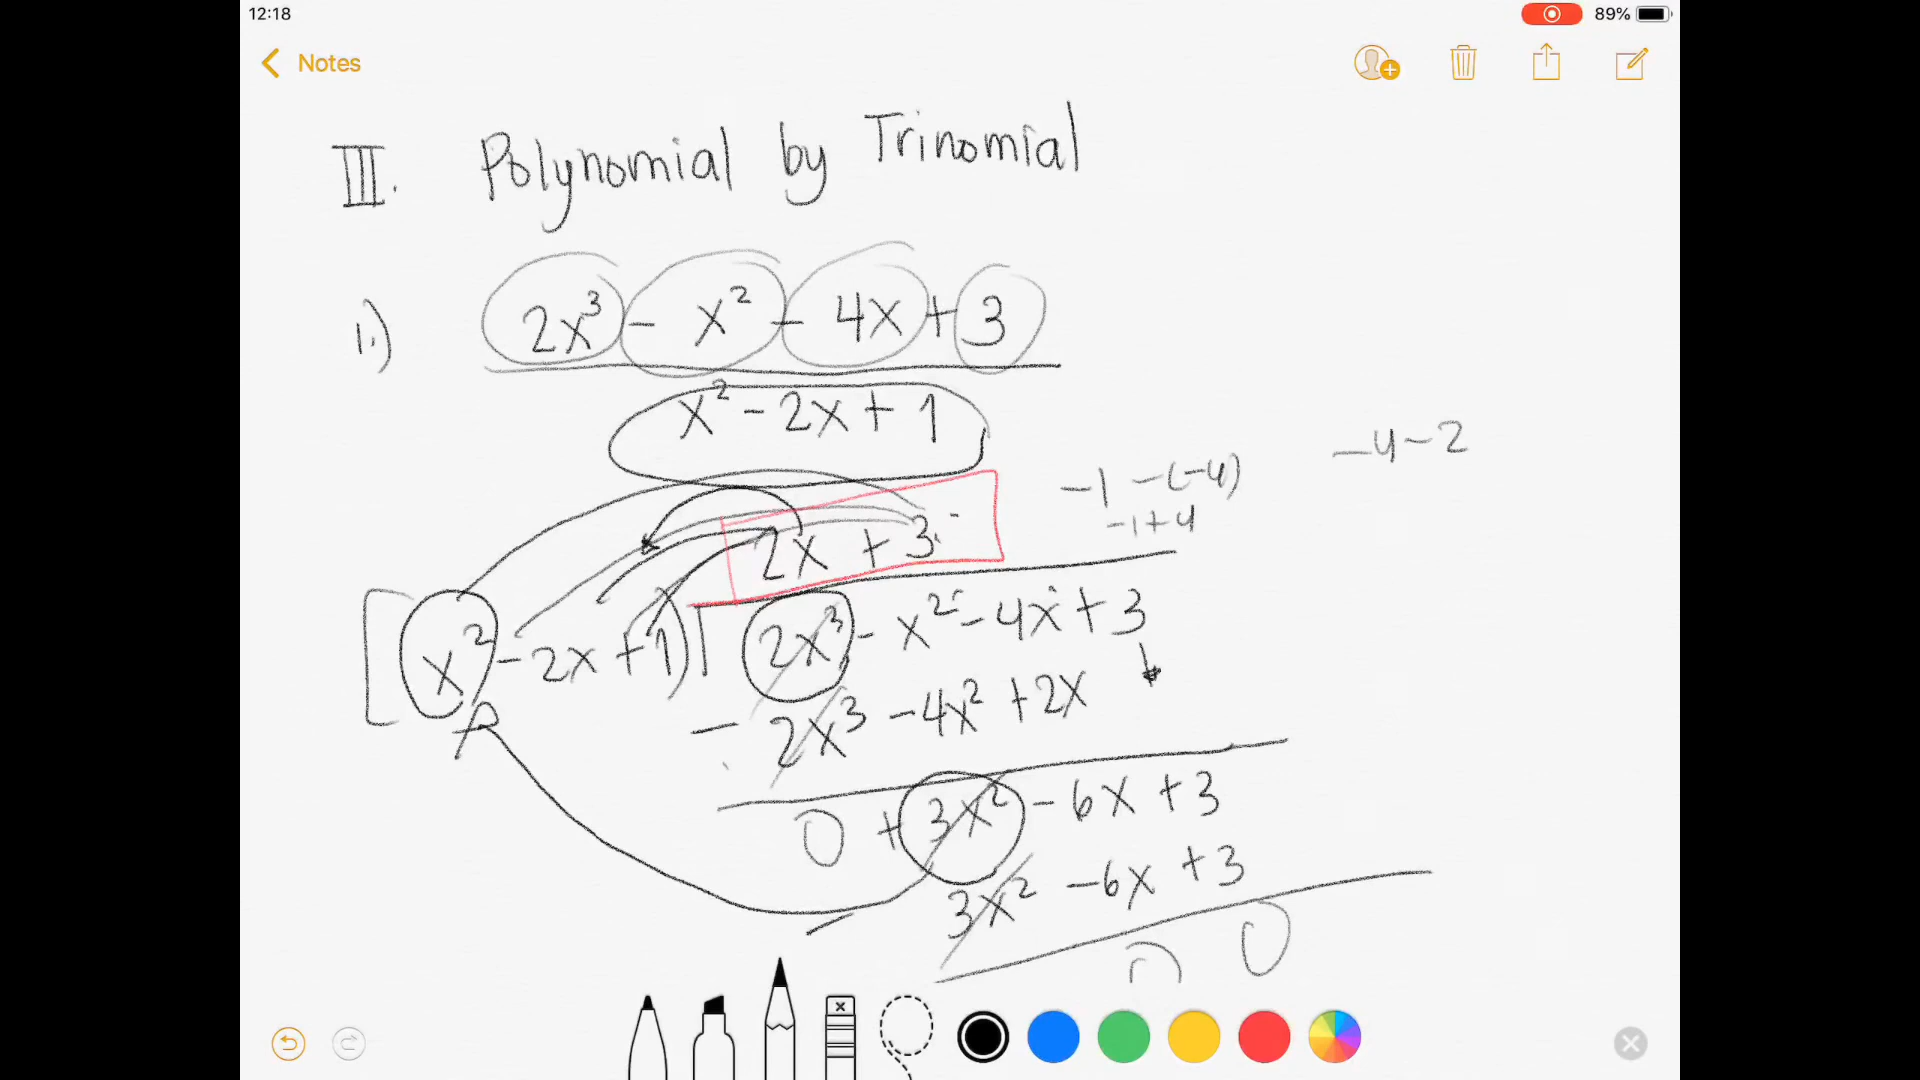 12:18
89%
Notes
III. Polynomial by Trinomial
1.) 2x³ - x² - 4x + 3
x² - 2x + 1
-4-2
-1 -(-4)
-1+4
2x + 3
x² - 2x + 1) 2x³ - x² - 4x + 3
- 2x³ - 4x² + 2x
0 + 3x² - 6x + 3
- 3x² - 6x + 3
0 0